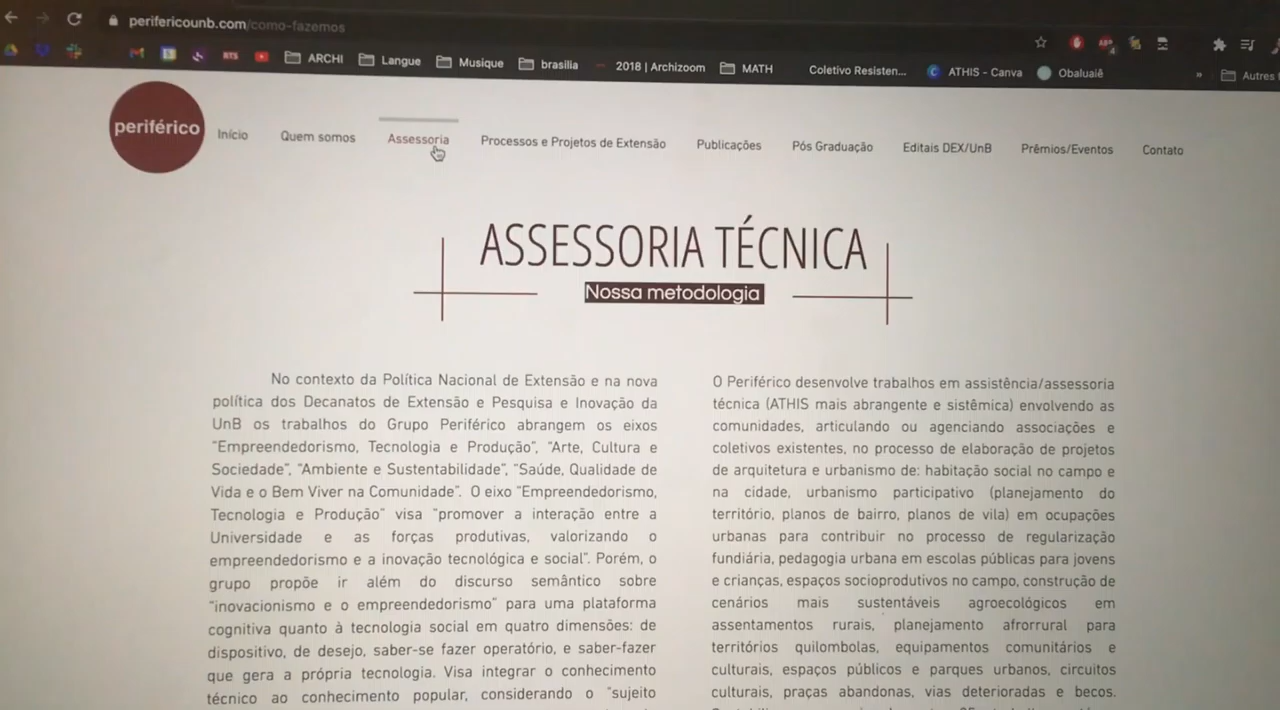 perifericounb.com/como-fazemos
RTS
ARCHI
Langue
Musique
brasilia
2018 | Archizoom
MATH
Coletivo Resisten...
ATHIS - Canva
Obaluaiê
»
Autres
periférico
Início
Quem somos
Assessoria
Processos e Projetos de Extensão
Publicações
Pós Graduação
Editais DEX/UnB
Prêmios/Eventos
Contato
ASSESSORIA TÉCNICA
Nossa metodologia
No contexto da Política Nacional de Extensão e na nova
política dos Decanatos de Extensão e Pesquisa e Inovação da
UnB os trabalhos do Grupo Periférico abrangem os eixos
"Empreendedorismo, Tecnologia e Produção", "Arte, Cultura e
Sociedade", "Ambiente e Sustentabilidade", "Saúde, Qualidade de
Vida e o Bem Viver na Comunidade". O eixo "Empreendedorismo,
Tecnologia e Produção" visa "promover a interação entre a
Universidade e as forças produtivas, valorizando o
empreendedorismo e a inovação tecnológica e social". Porém, o
grupo propõe ir além do discurso semântico sobre
"inovacionismo e o empreendedorismo" para uma plataforma
cognitiva quanto à tecnologia social em quatro dimensões: de
dispositivo, de desejo, saber-se fazer operatório, e saber-fazer
que gera a própria tecnologia. Visa integrar o conhecimento
técnico ao conhecimento popular, considerando o "sujeito
O Periférico desenvolve trabalhos em assistência/assessoria
técnica (ATHIS mais abrangente e sistêmica) envolvendo as
comunidades, articulando ou agenciando associações e
coletivos existentes, no processo de elaboração de projetos
de arquitetura e urbanismo de: habitação social no campo e
na cidade, urbanismo participativo (planejamento do
território, planos de bairro, planos de vila) em ocupações
urbanas para contribuir no processo de regularização
fundiária, pedagogia urbana em escolas públicas para jovens
e crianças, espaços socioprodutivos no campo, construção de
cenários mais sustentáveis agroecológicos em
assentamentos rurais, planejamento afrorrural para
territórios quilombolas, equipamentos comunitários e
culturais, espaços públicos e parques urbanos, circuitos
culturais, praças abandonas, vias deterioradas e becos.